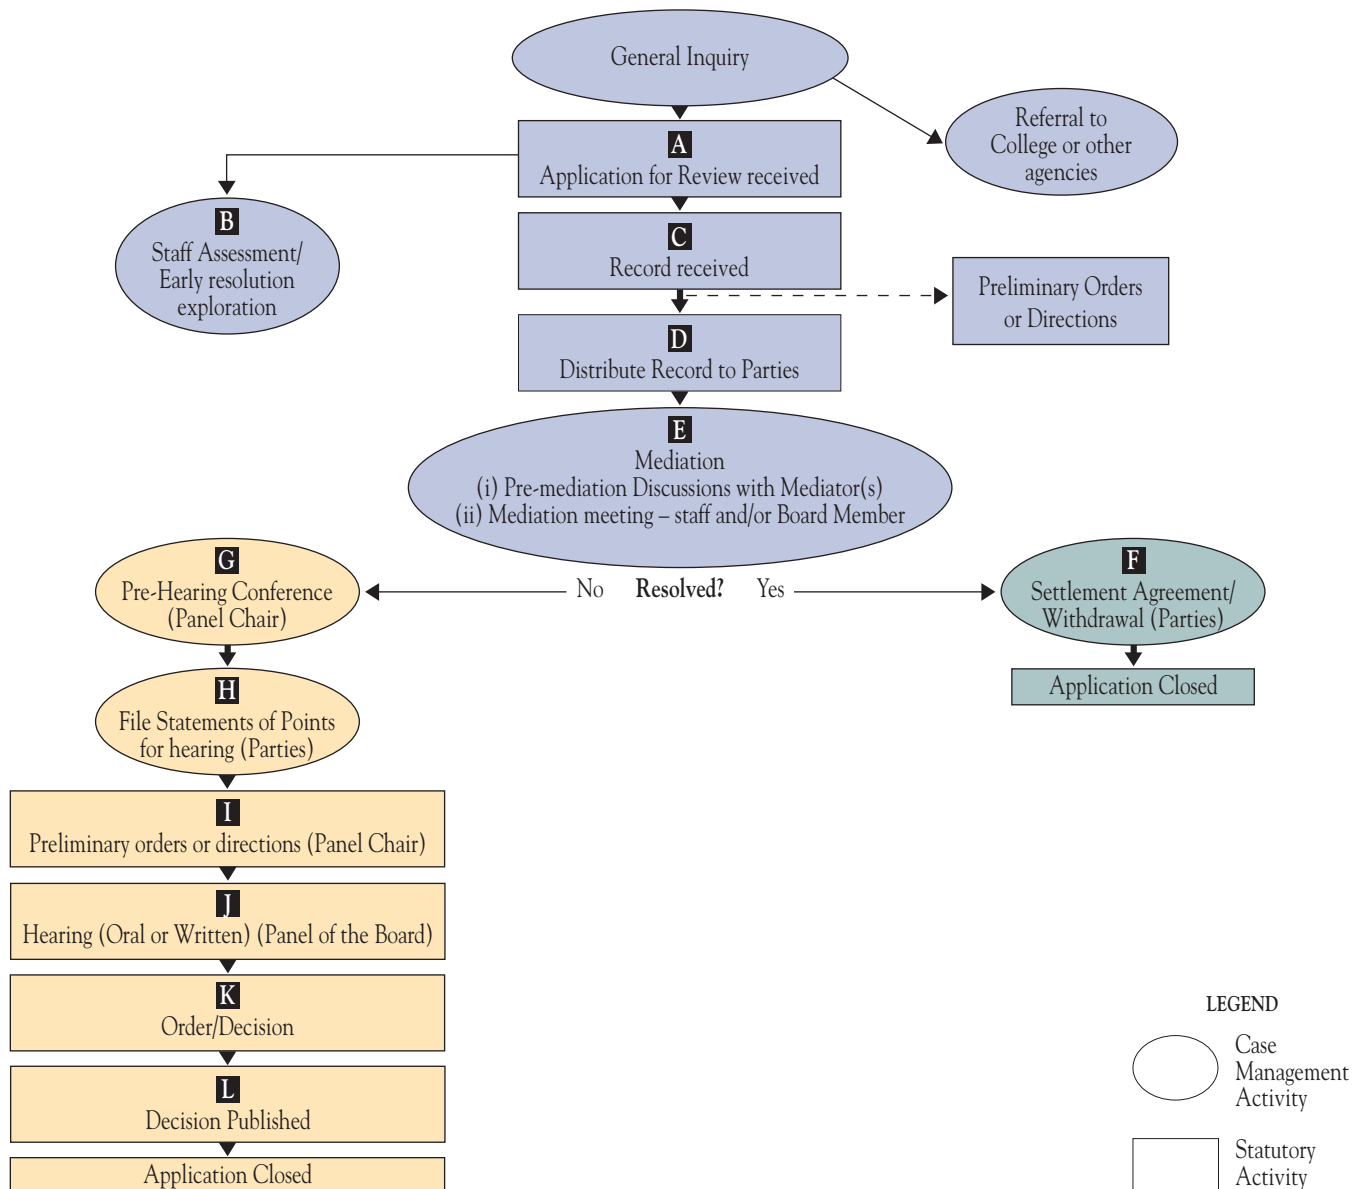 General Inquiry
Referral to
College or other
agencies
A
Application for Review received
B
Staff Assessment/
Early resolution
exploration
C
Record received
Preliminary Orders
or Directions
D
Distribute Record to Parties
E
Mediation
(i) Pre-mediation Discussions with Mediator(s)
(ii) Mediation meeting – staff and/or Board Member
No Resolved? Yes
G
Pre-Hearing Conference
(Panel Chair)
F
Settlement Agreement/
Withdrawal (Parties)
Application Closed
H
File Statements of Points
for hearing (Parties)
I
Preliminary orders or directions (Panel Chair)
J
Hearing (Oral or Written) (Panel of the Board)
K
Order/Decision
L
Decision Published
Application Closed
LEGEND
Case
Management
Activity
Statutory
Activity